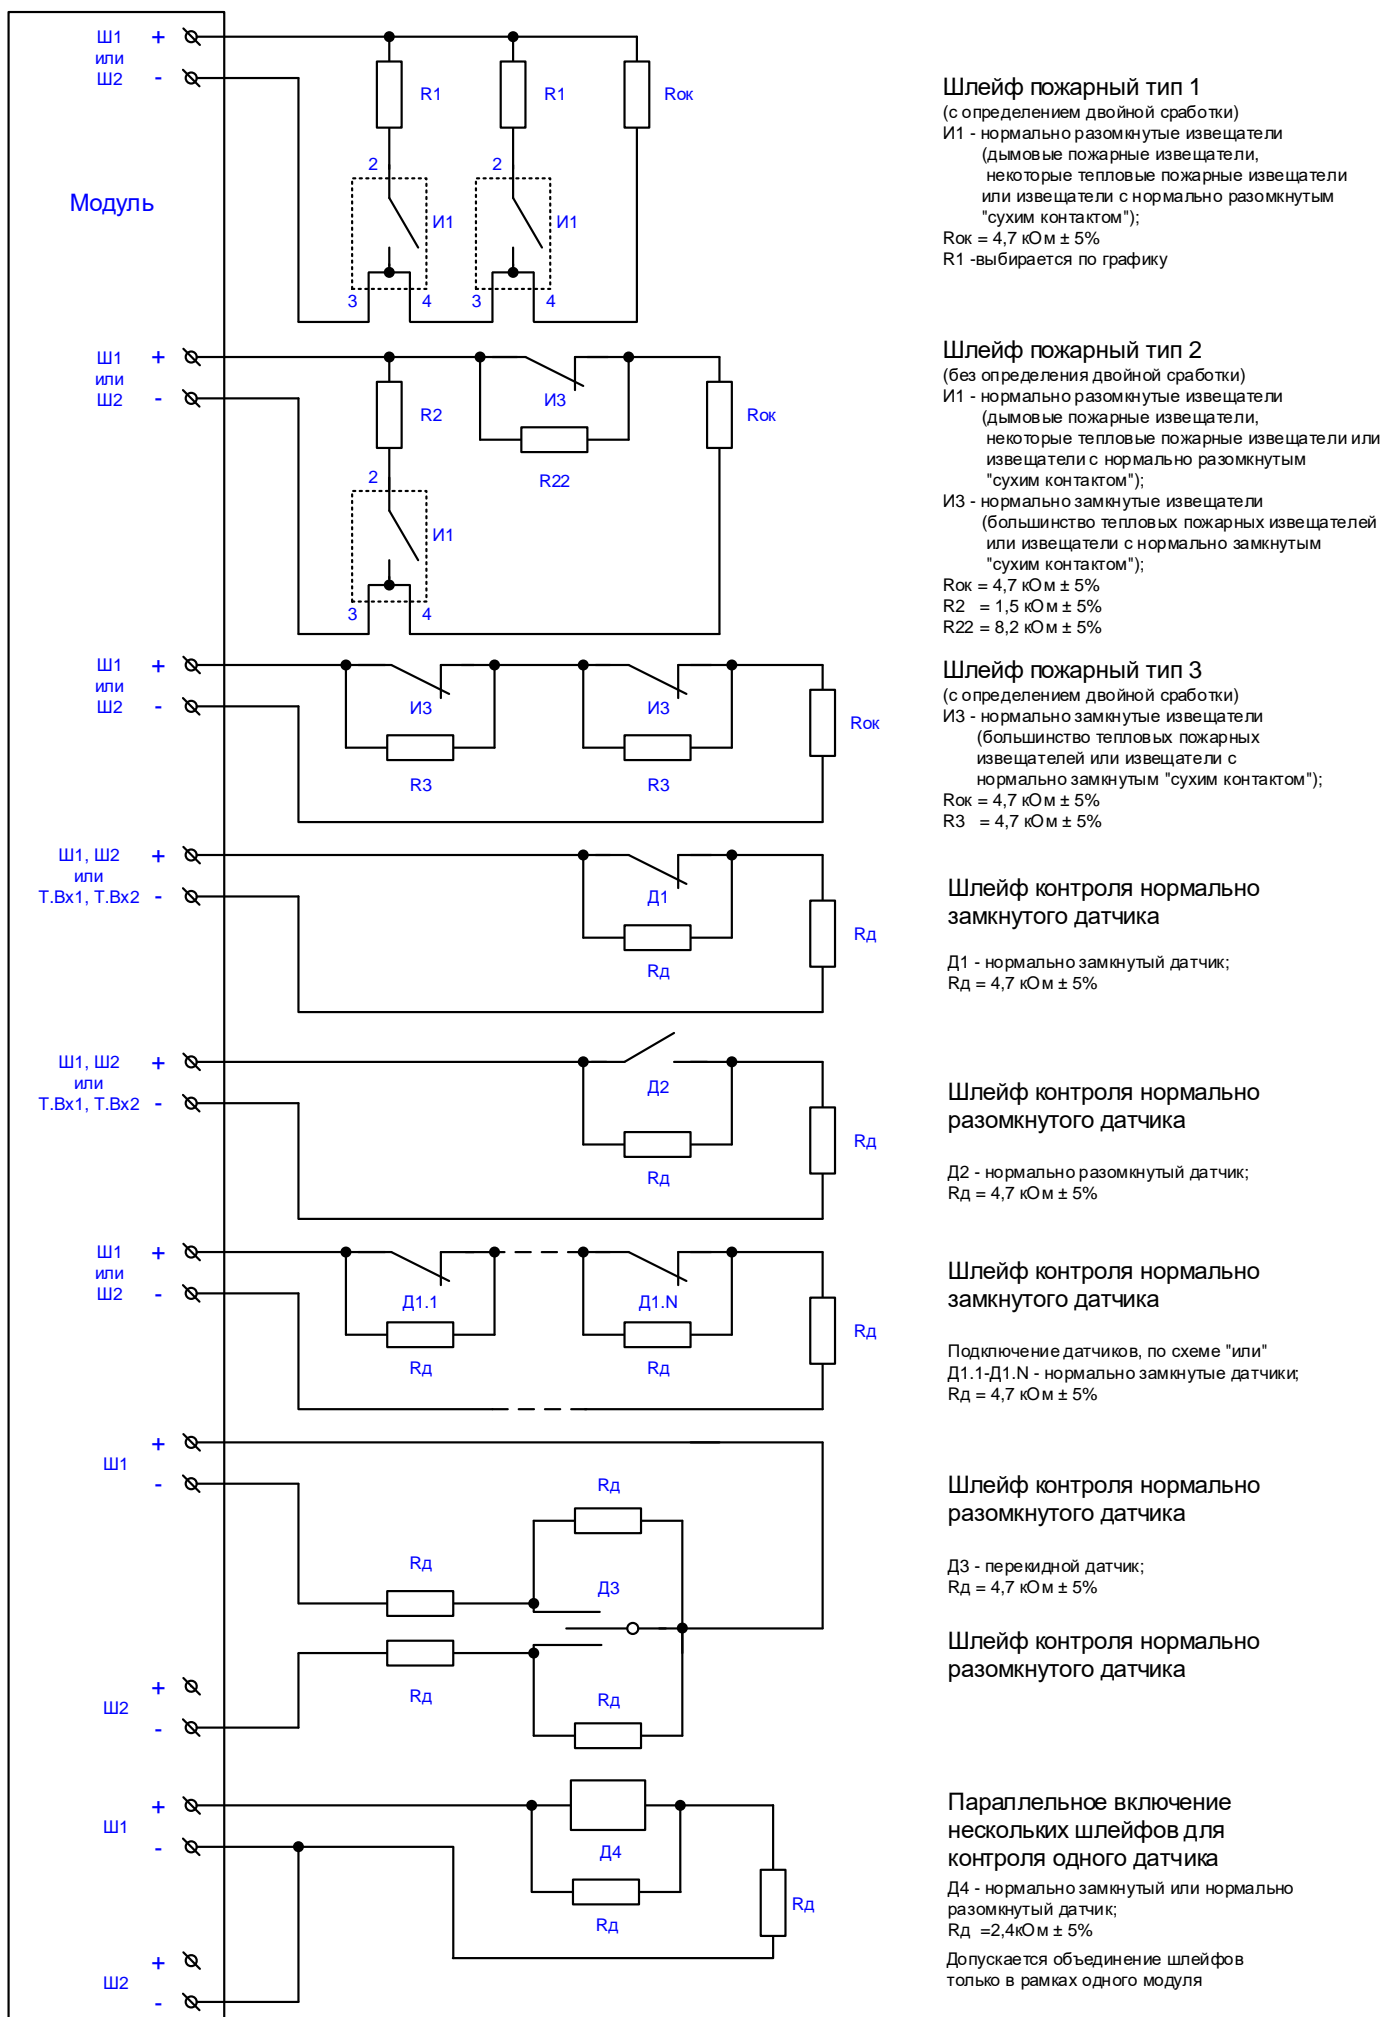 Ш1 +
или
Ш2 -
Модуль
R1
R1
Rок
2
2
И1
И1
3
4
3
4
Шлейф пожарный тип 1
(с определением двойной сработки)
И1 - нормально разомкнутые извещатели
(дымовые пожарные извещатели,
некоторые тепловые пожарные извещатели
или извещатели с нормально разомкнутым
"сухим контактом");
Rок = 4,7 кОм ± 5%
R1 -выбирается по графику
Ш1 +
или
Ш2 -
R2
И3
Rок
R22
2
И1
3
4
Шлейф пожарный тип 2
(без определения двойной сработки)
И1 - нормально разомкнутые извещатели
(дымовые пожарные извещатели,
некоторые тепловые пожарные извещатели или
извещатели с нормально разомкнутым
"сухим контактом");
И3 - нормально замкнутые извещатели
(большинство тепловых пожарных извещателей
или извещатели с нормально замкнутым
"сухим контактом");
Rок = 4,7 кОм ± 5%
R2 = 1,5 кОм ± 5%
R22 = 8,2 кОм ± 5%
Ш1 +
или
Ш2 -
И3
И3
Rок
R3
R3
Шлейф пожарный тип 3
(с определением двойной сработки)
И3 - нормально замкнутые извещатели
(большинство тепловых пожарных
извещателей или извещатели с
нормально замкнутым "сухим контактом");
Rок = 4,7 кОм ± 5%
R3 = 4,7 кОм ± 5%
Ш1, Ш2 +
или
Т.Вх1, Т.Вх2 -
Д1
Rд
Rд
Шлейф контроля нормально
замкнутого датчика
Д1 - нормально замкнутый датчик;
Rд = 4,7 кОм ± 5%
Ш1, Ш2 +
или
Т.Вх1, Т.Вх2 -
Д2
Rд
Rд
Шлейф контроля нормально
разомкнутого датчика
Д2 - нормально разомкнутый датчик;
Rд = 4,7 кОм ± 5%
Ш1 +
или
Ш2 -
Д1.1
Д1.N
Rд
Rд
Rд
Шлейф контроля нормально
замкнутого датчика
Подключение датчиков, по схеме "или"
Д1.1-Д1.N - нормально замкнутые датчики;
Rд = 4,7 кОм ± 5%
+
Ш1
-
Rд
Rд
Д3
Rд
Rд
+
Ш2
-
Шлейф контроля нормально
разомкнутого датчика
Д3 - перекидной датчик;
Rд = 4,7 кОм ± 5%
Шлейф контроля нормально
разомкнутого датчика
+
Ш1
-
Д4
Rд
Rд
+
Ш2
-
Параллельное включение
нескольких шлейфов для
контроля одного датчика
Д4 - нормально замкнутый или нормально
разомкнутый датчик;
Rд =2,4кОм ± 5%
Допускается объединение шлейфов
только в рамках одного модуля